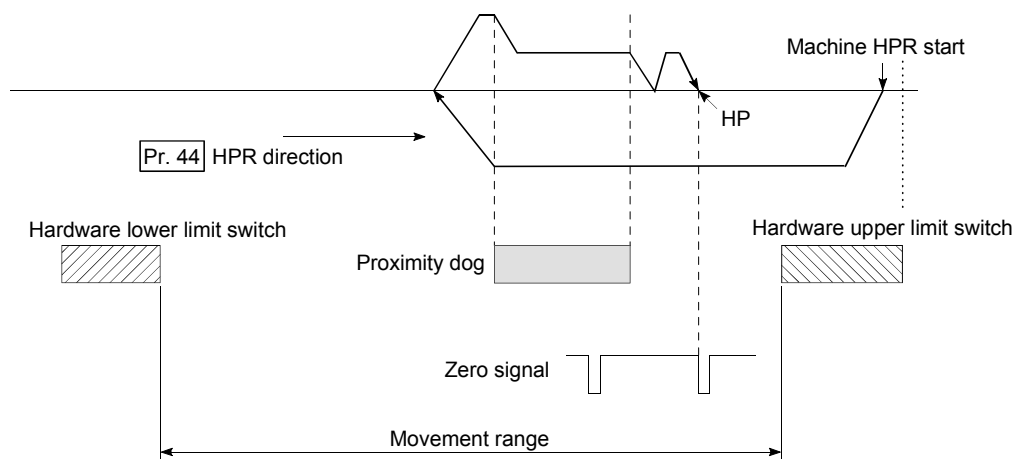 Machine HPR start
HP
Pr. 44 HPR direction
Hardware lower limit switch
Hardware upper limit switch
Proximity dog
Zero signal
Movement range